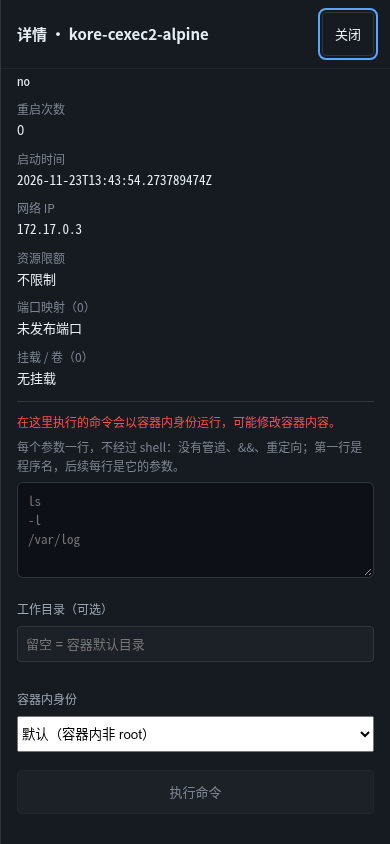 详情 · kore-cexec2-alpine
关闭
no
重启次数
0
启动时间
2026-11-23T13:43:54.273789474Z
网络 IP
172.17.0.3
资源限额
不限制
端口映射（0）
未发布端口
挂载 / 卷（0）
无挂载
在这里执行的命令会以容器内身份运行，可能修改容器内容。
每个参数一行，不经过 shell：没有管道、&&、重定向；第一行是
程序名，后续每行是它的参数。
ls
-l
/var/log
工作目录（可选）
留空 = 容器默认目录
容器内身份
默认（容器内非 root）
执行命令